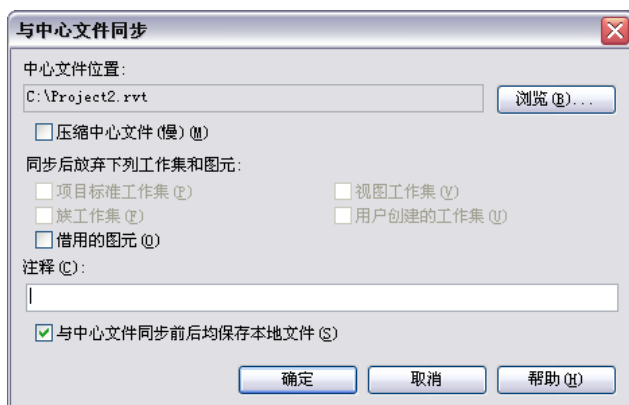 与中心文件同步
中心文件位置:
C:\Project2.rvt
浏览(B)...
压缩中心文件(慢)(M)
同步后放弃下列工作集和图元:
项目标准工作集(P)
视图工作集(V)
族工作集(F)
用户创建的工作集(U)
借用的图元(O)
注释(C):
与中心文件同步前后均保存本地文件(S)
确定
取消
帮助(H)